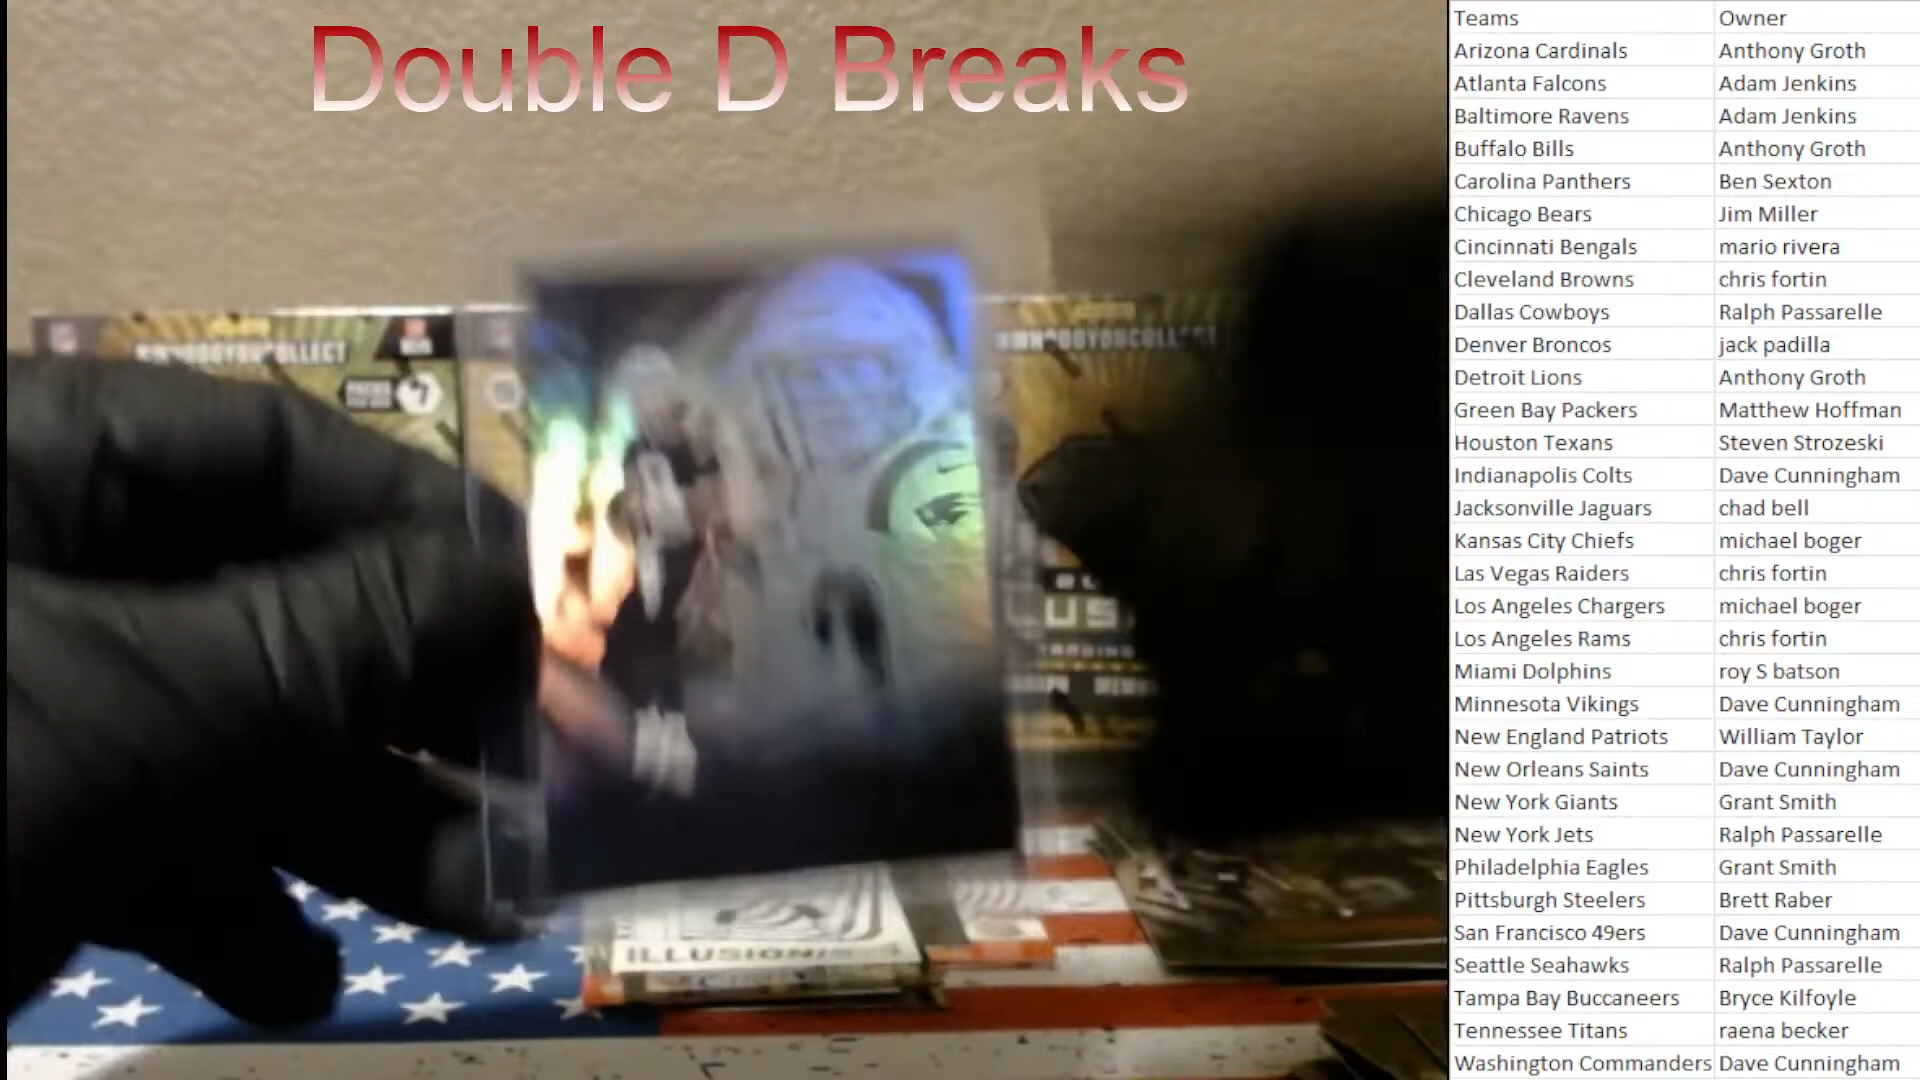 Double D Breaks
#WHODOYOUCOLLECT
#WHODOYOUCOLLECT
7
ILLUSIONS
Teams Owner
Arizona Cardinals Anthony Groth
Atlanta Falcons Adam Jenkins
Baltimore Ravens Adam Jenkins
Buffalo Bills Anthony Groth
Carolina Panthers Ben Sexton
Chicago Bears Jim Miller
Cincinnati Bengals mario rivera
Cleveland Browns chris fortin
Dallas Cowboys Ralph Passarelle
Denver Broncos jack padilla
Detroit Lions Anthony Groth
Green Bay Packers Matthew Hoffman
Houston Texans Steven Strozeski
Indianapolis Colts Dave Cunningham
Jacksonville Jaguars chad bell
Kansas City Chiefs michael boger
Las Vegas Raiders chris fortin
Los Angeles Chargers michael boger
Los Angeles Rams chris fortin
Miami Dolphins roy S batson
Minnesota Vikings Dave Cunningham
New England Patriots William Taylor
New Orleans Saints Dave Cunningham
New York Giants Grant Smith
New York Jets Ralph Passarelle
Philadelphia Eagles Grant Smith
Pittsburgh Steelers Brett Raber
San Francisco 49ers Dave Cunningham
Seattle Seahawks Ralph Passarelle
Tampa Bay Buccaneers Bryce Kilfoyle
Tennessee Titans raena becker
Washington Commanders Dave Cunningham